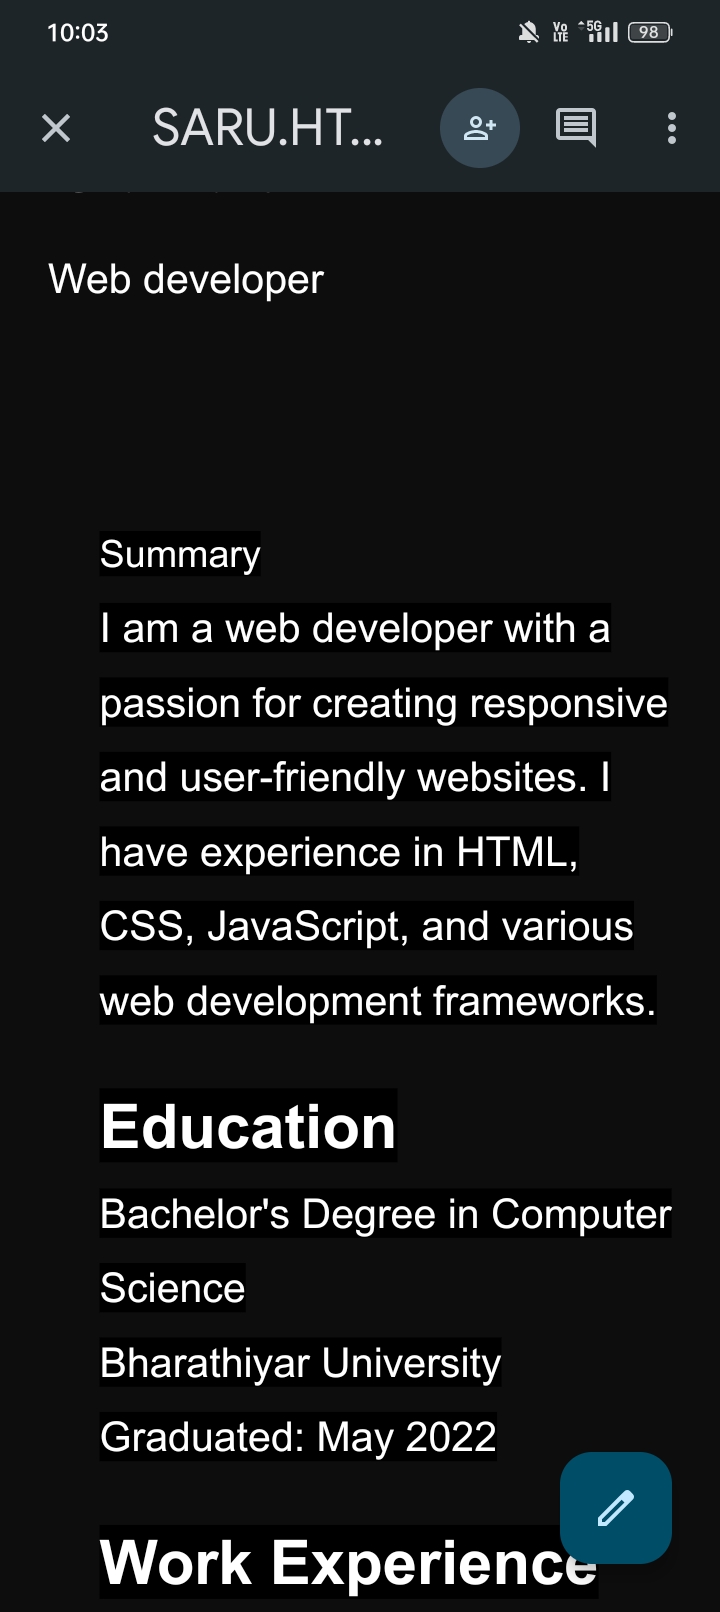 10:03
Vo LTE 5G 98
SARU.HT...
Web developer
Summary
I am a web developer with a
passion for creating responsive
and user-friendly websites. I
have experience in HTML,
CSS, JavaScript, and various
web development frameworks.
Education
Bachelor's Degree in Computer
Science
Bharathiyar University
Graduated: May 2022
Work Experience